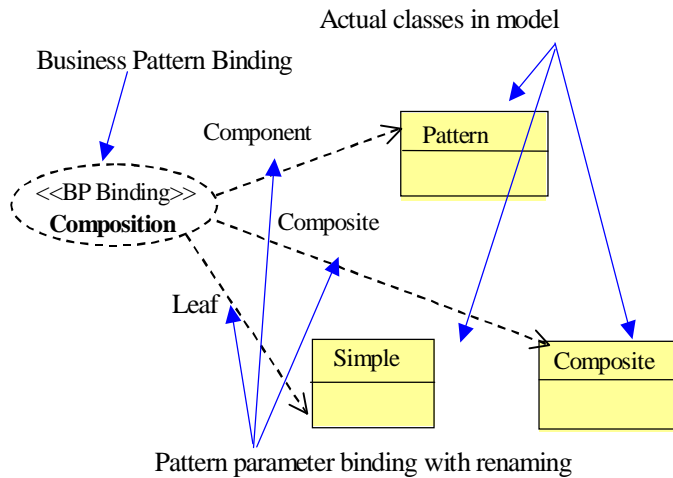 Actual classes in model
Business Pattern Binding
Component
Pattern
<<BP Binding>>
Composition
Composite
Leaf
Simple
Composite
Pattern parameter binding with renaming